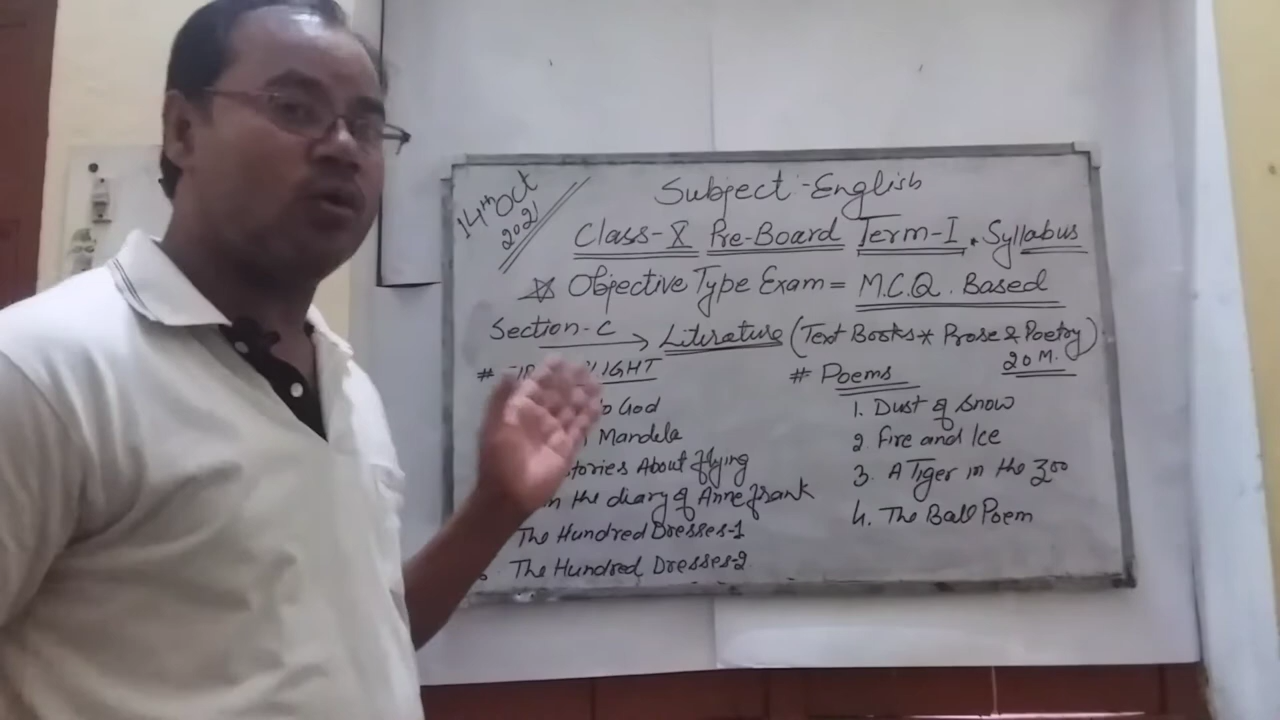 14th Oct
2021
Subject - English
Class-X Pre-Board Term-I . Syllabus
☆ Objective Type Exam = M.C.Q. Based
Section-C → Literature (Text Books * Prose & Poetry)
20 M.
# LIGHT
God
Mandela
stories About flying
the diary of Anne frank
The Hundred Dresses-1
The Hundred Dresses-2
# Poems
1. Dust of snow
2. Fire and Ice
3. A Tiger in the Zoo
4. The Ball Poem